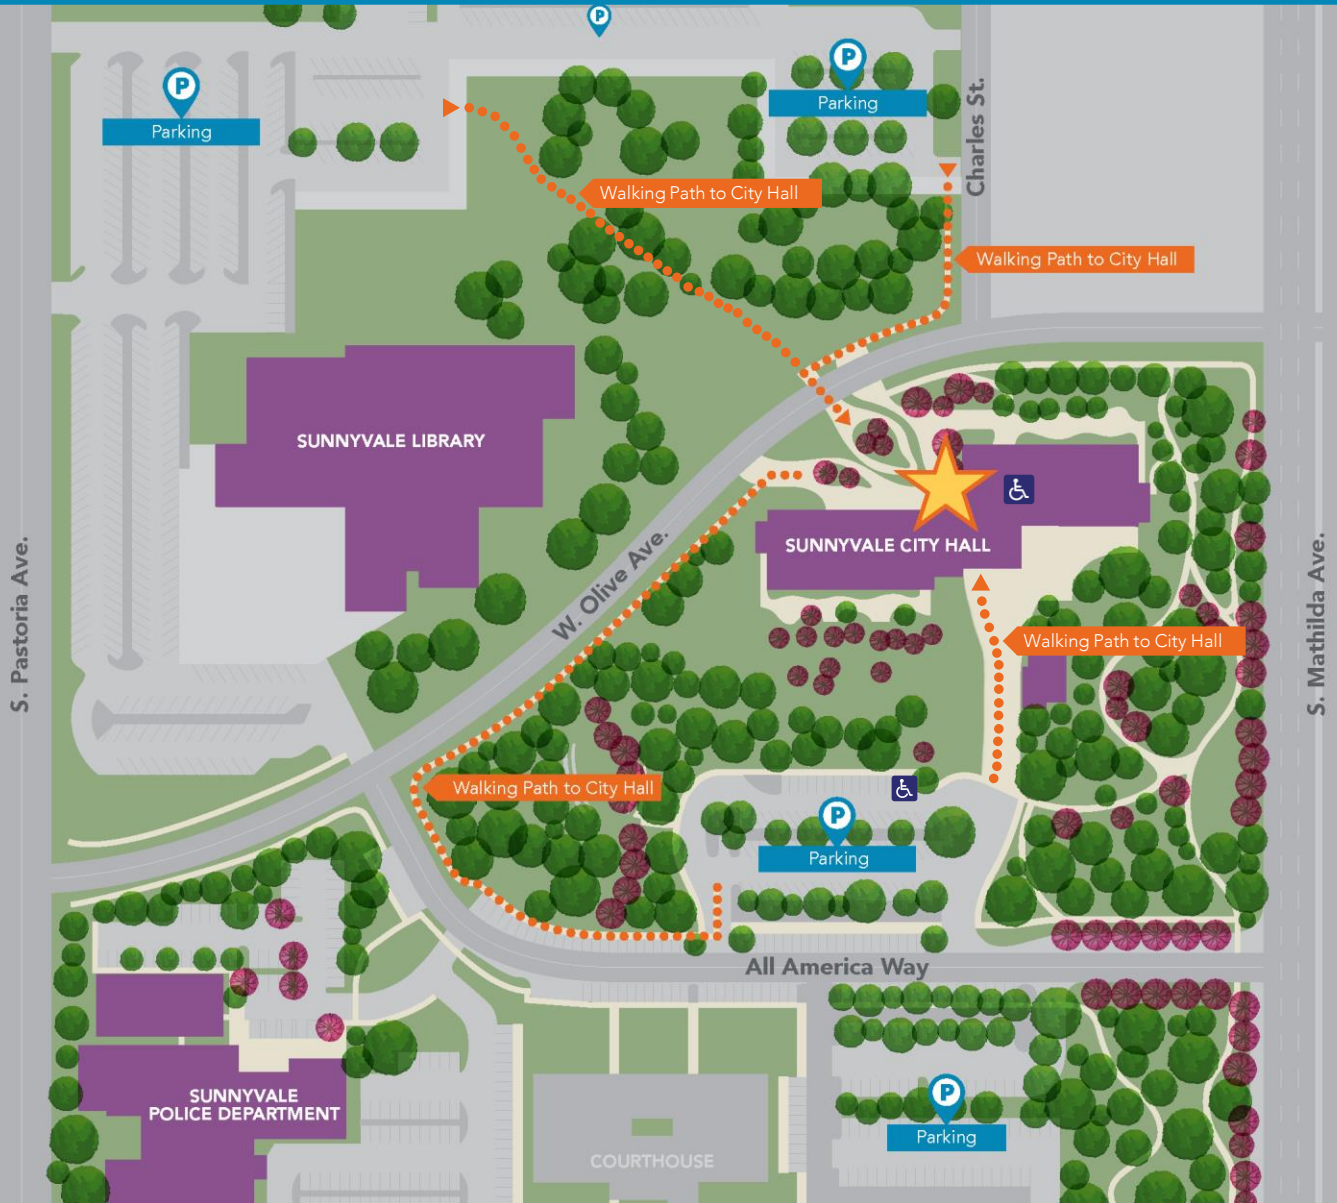 P
P
Parking
P
Parking
Charles St.
Walking Path to City Hall
Walking Path to City Hall
SUNNYVALE LIBRARY
SUNNYVALE CITY HALL
W. Olive Ave.
S. Pastoria Ave.
S. Mathilda Ave.
Walking Path to City Hall
Walking Path to City Hall
P
Parking
All America Way
SUNNYVALE
POLICE DEPARTMENT
P
Parking
COURTHOUSE